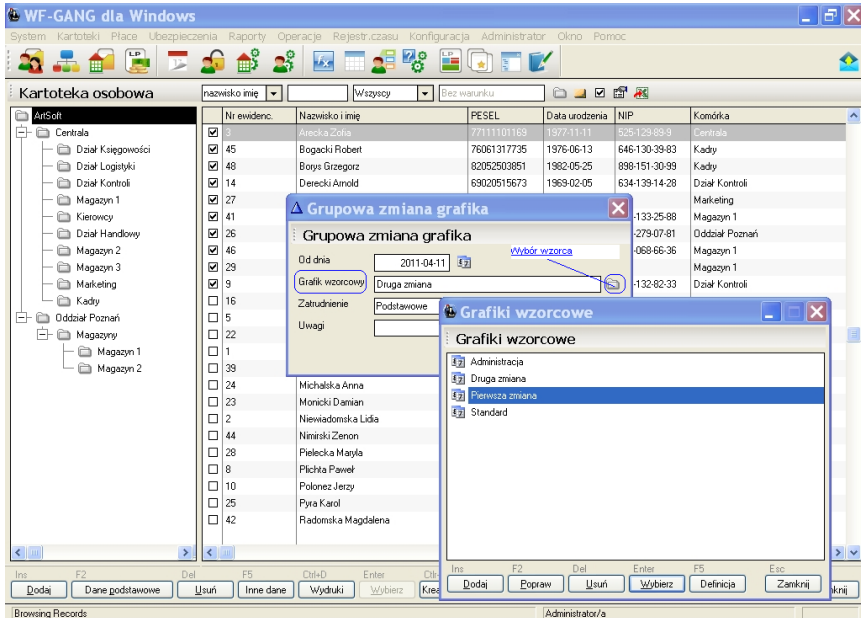 WF-GANG dla Windows
System Kartoteki Płace Ubezpieczenia Raporty Operacje Rejestr.czasu Konfiguracja Administrator Okno Pomoc
Kartoteka osobowa
nazwisko imię Wszyscy Bez warunku
ArtSoft
Centrala
Dział Księgowości
Dział Logistyki
Dział Kontroli
Magazyn 1
Kierowcy
Dział Handlowy
Magazyn 2
Magazyn 3
Marketing
Kadry
Oddział Poznań
Magazyny
Magazyn 1
Magazyn 2
Nr ewidenc. Nazwisko i imię PESEL Data urodzenia NIP Komórka
3 Arecka Zofia 77111101169 1977-11-11 525-129-89-9 Centrala
45 Bogacki Robert 76061317735 1976-06-13 646-130-39-83 Kadry
48 Borys Grzegorz 82052503851 1982-05-25 898-151-30-99 Kadry
14 Derecki Arnold 69020515673 1969-02-05 634-139-14-28 Dział Kontroli
27 Marketing
41 -133-25-88 Magazyn 1
26 -279-07-81 Oddział Poznań
46 -068-66-36 Magazyn 1
29 Magazyn 1
9 -132-82-33 Dział Kontroli
16
5
22
1
39
24 Michalska Anna
23 Monicki Damian
2 Niewiadomska Lidia
44 Nimirski Zenon
28 Pielecka Maryla
8 Plichta Paweł
10 Polonez Jerzy
25 Pyra Karol
42 Radomska Magdalena
Grupowa zmiana grafika
Grupowa zmiana grafika
Od dnia 2011-04-11
Wybór wzorca
Grafik wzorcowy Druga zmiana
Zatrudnienie Podstawowe
Uwagi
Grafiki wzorcowe
Grafiki wzorcowe
Administracja
Druga zmiana
Pierwsza zmiana
Standard
Ins F2 Del Enter F5 Esc
Dodaj Popraw Usuń Wybierz Definicja Zamknij
Ins F2 Del F5 Ctrl+D Enter Ctrl-
Dodaj Dane podstawowe Usuń Inne dane Wydruki Wybierz Krea knij
Browsing Records Administrator/a